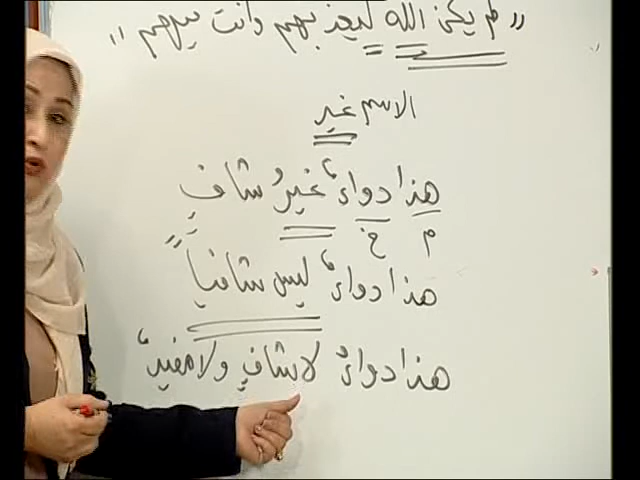 " لم يكن الله ليعذبهم وأنت فيهم "
الاسم غير
هذا دواءٌ غيرُ شافٍ
م خ
هذا دواءٌ ليس شافياً
هذا دواءٌ لا شافٍ ولا مفيدٌ